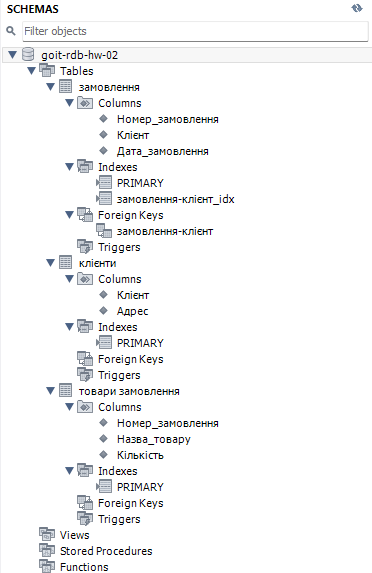 SCHEMAS
Filter objects
goit-rdb-hw-02
Tables
замовлення
Columns
Номер_замовлення
Клієнт
Дата_замовлення
Indexes
PRIMARY
замовлення-клієнт_idx
Foreign Keys
замовлення-клієнт
Triggers
клієнти
Columns
Клієнт
Адрес
Indexes
PRIMARY
Foreign Keys
Triggers
товари замовлення
Columns
Номер_замовлення
Назва_товару
Кількість
Indexes
PRIMARY
Foreign Keys
Triggers
Views
Stored Procedures
Functions